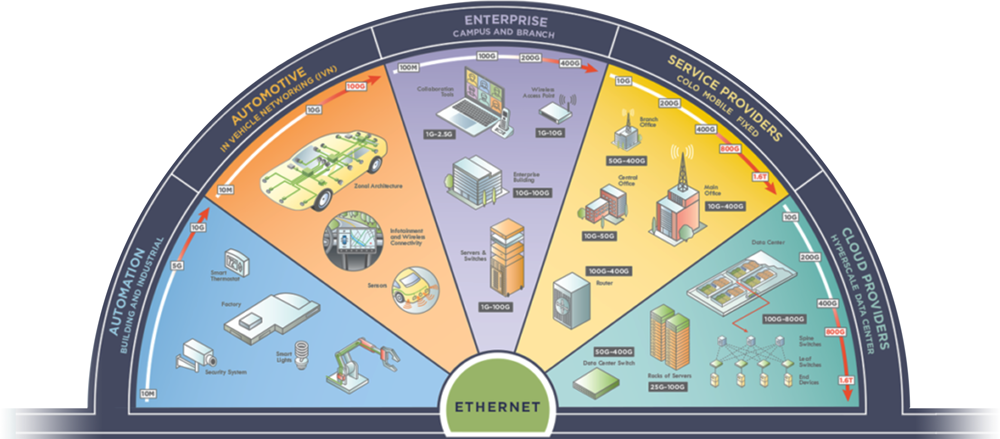 AUTOMATION
BUILDING AND INDUSTRIAL
10M
5G
10G
Smart
Thermostat
Factory
Security System
Smart
Lights
AUTOMOTIVE
IN VEHICLE NETWORKING (IVN)
10M
10G
100G
Zonal Architecture
Infotainment
and Wireless
Connectivity
Sensors
ENTERPRISE
CAMPUS AND BRANCH
100M
100G
200G
400G
Collaboration
Tools
1G-2.5G
Wireless
Access Point
1G-10G
Enterprise
Building
10G-100G
Servers &
Switches
1G-100G
SERVICE PROVIDERS
COLO MOBILE FIXED
10G
200G
400G
800G
1.6T
Branch
Office
50G-400G
Central
Office
10G-50G
Main
Office
10G-400G
100G-400G
Router
CLOUD PROVIDERS
HYPERSCALE DATA CENTER
10G
200G
400G
800G
1.6T
Data Center
100G-800G
Spine
Switches
Leaf
Switches
End
Devices
50G-400G
Data Center Switch
Racks of Servers
25G-100G
ETHERNET